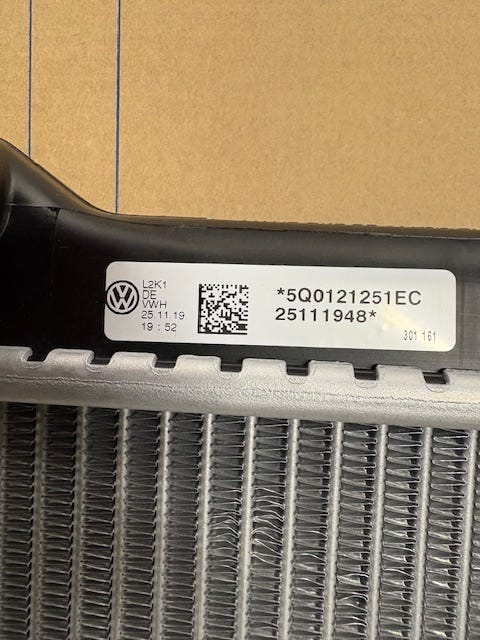 L2K1
DE
VWH
25.11.19
19 : 52
*5Q0121251EC
25111948*
301 161